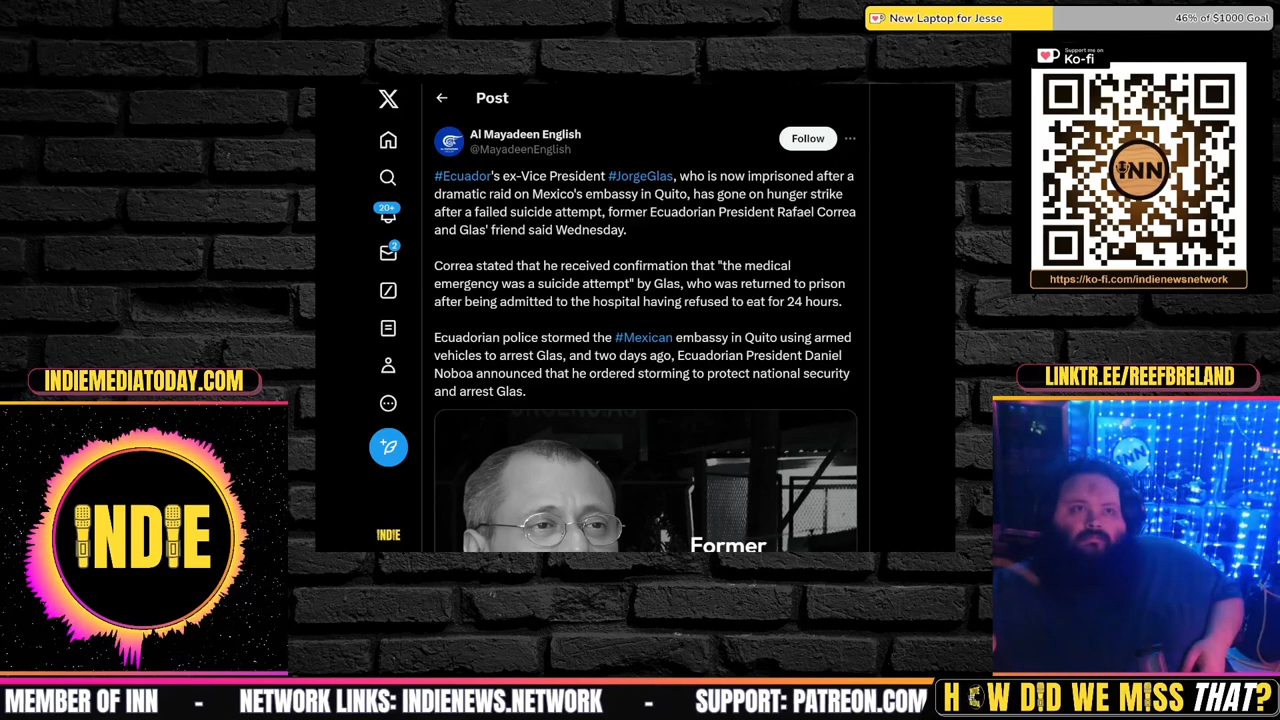 New Laptop for Jesse
46% of $1000 Goal
Support me on
Ko-fi
INN
https://ko-fi.com/indienewsnetwork
Post
Al Mayadeen English
@MayadeenEnglish
Follow
#Ecuador's ex-Vice President #JorgeGlas, who is now imprisoned after a
dramatic raid on Mexico's embassy in Quito, has gone on hunger strike
after a failed suicide attempt, former Ecuadorian President Rafael Correa
and Glas' friend said Wednesday.
Correa stated that he received confirmation that "the medical
emergency was a suicide attempt" by Glas, who was returned to prison
after being admitted to the hospital having refused to eat for 24 hours.
Ecuadorian police stormed the #Mexican embassy in Quito using armed
vehicles to arrest Glas, and two days ago, Ecuadorian President Daniel
Noboa announced that he ordered storming to protect national security
and arrest Glas.
20+
2
INDIE
Former
INDIEMEDIATODAY.COM
INDIE
LINKTR.EE/REEFBRELAND
INN
MEMBER OF INN - NETWORK LINKS: INDIENEWS.NETWORK - SUPPORT: PATREON.COM
HOW DID WE MISS THAT?